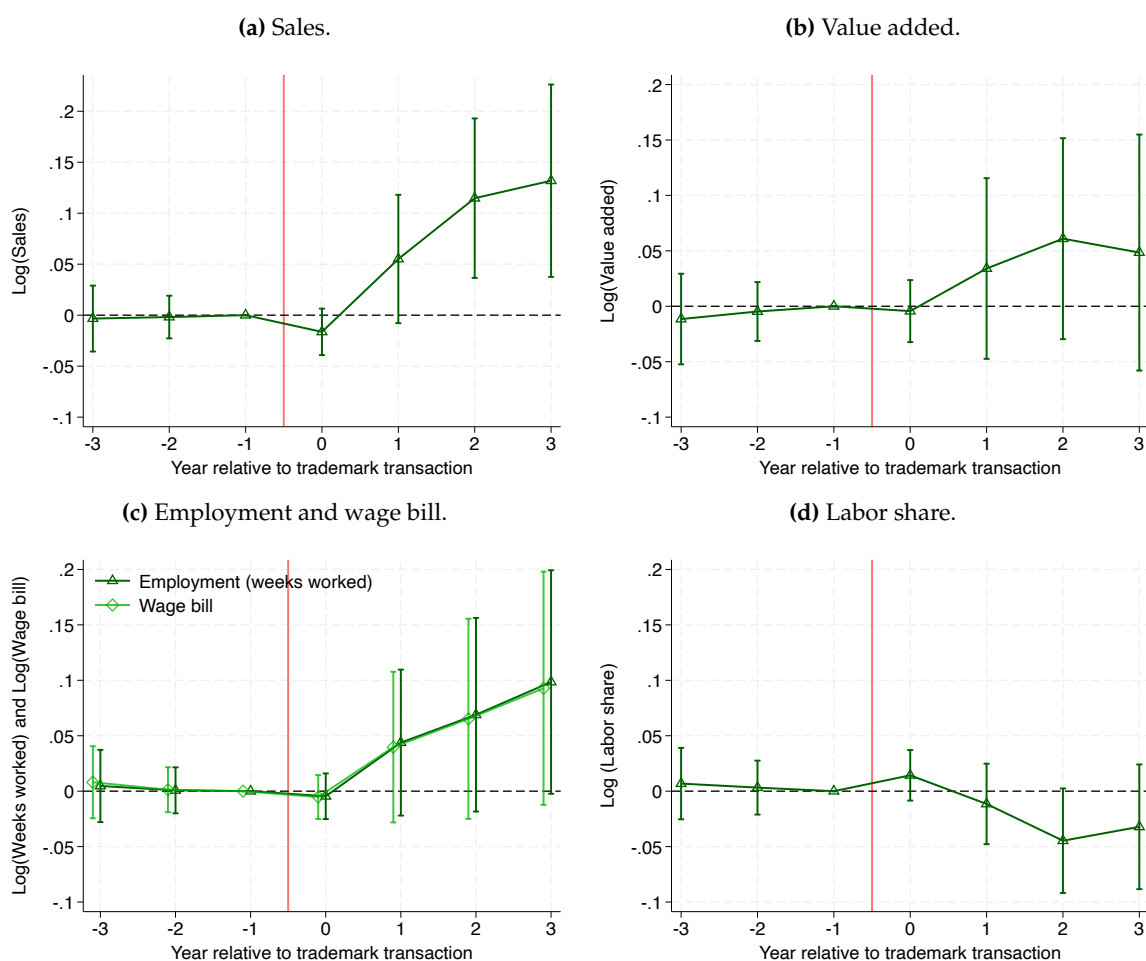 (a) Sales.
Log(Sales)
.2
.15
.1
.05
0
-.05
-.1
-3 -2 -1 0 1 2 3
Year relative to trademark transaction
(b) Value added.
Log(Value added)
.2
.15
.1
.05
0
-.05
-.1
-3 -2 -1 0 1 2 3
Year relative to trademark transaction
(c) Employment and wage bill.
Log(Weeks worked) and Log(Wage bill)
.2
.15
.1
.05
0
-.05
-.1
Employment (weeks worked)
Wage bill
-3 -2 -1 0 1 2 3
Year relative to trademark transaction
(d) Labor share.
Log (Labor share)
.2
.15
.1
.05
0
-.05
-.1
-3 -2 -1 0 1 2 3
Year relative to trademark transaction